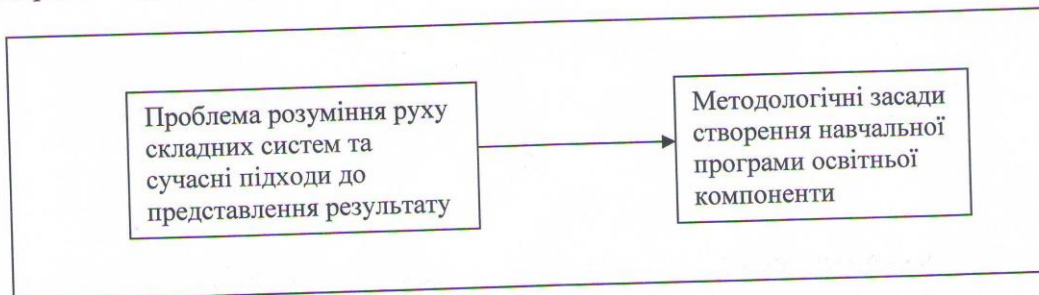 Проблема розуміння руху
складних систем та
сучасні підходи до
представлення результату
Методологічні засади
створення навчальної
програми освітньої
компоненти